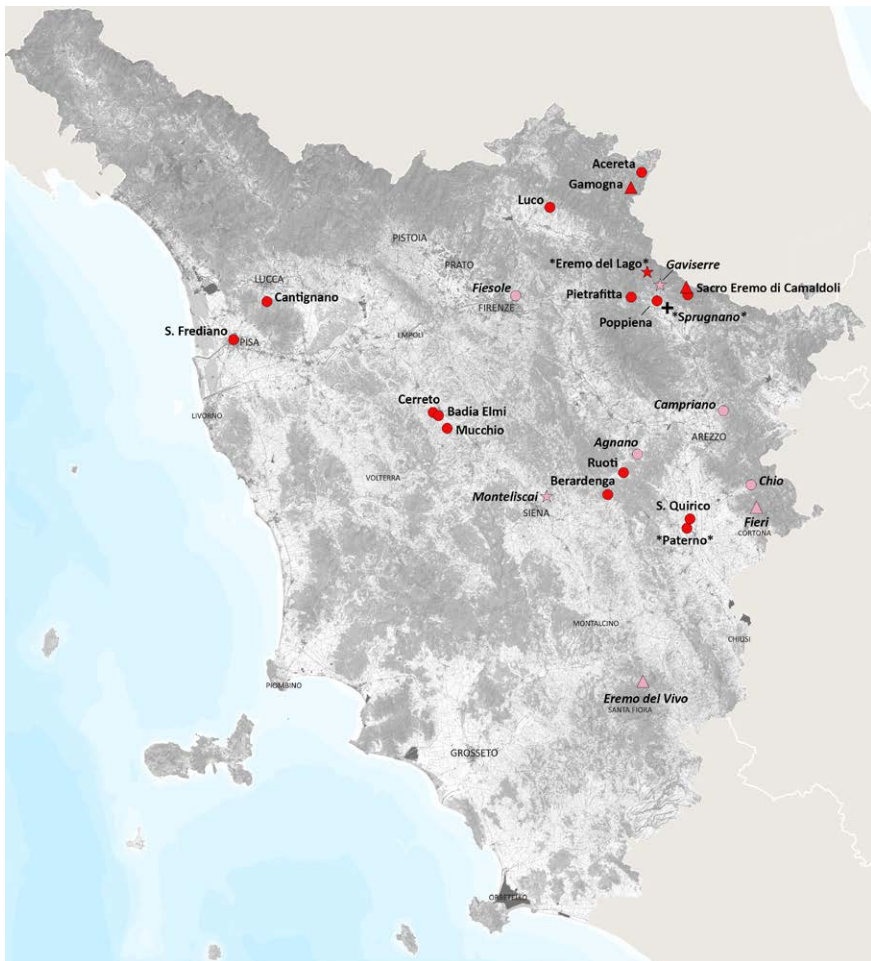 Acereta
Gamogna
Luco
PISTOIA
PRATO
*Eremo del Lago*
Gaviserre
LUCCA
Cantignano
Fiesole
FIRENZE
Pietrafitta
Sacro Eremo di Camaldoli
*Sprugnano*
Poppiena
S. Frediano
PISA
EMPOLI
LIVORNO
Cerreto
Badia Elmi
Mucchio
Campriano
AREZZO
Agnano
Ruoti
VOLTERRA
Berardenga
Chio
Monteliscai
SIENA
S. Quirico
Fieri
CORTONA
*Paterno*
MONTALCINO
CHIUSI
PIOMBINO
Eremo del Vivo
SANTA FIORA
GROSSETO
ORBETELLO